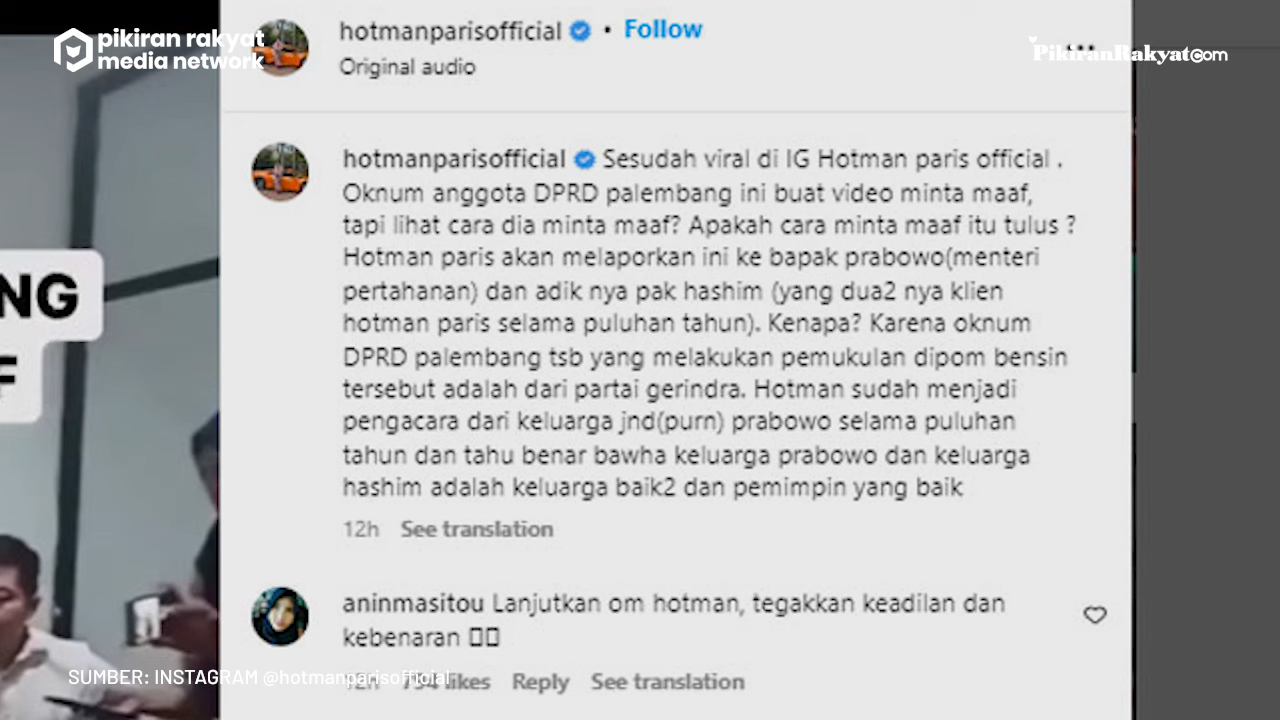 pikiran rakyat
media network
hotmanparisofficial • Follow
Original audio
PikiranRakyat.com
hotmanparisofficial Sesudah viral di IG Hotman paris official .
Oknum anggota DPRD palembang ini buat video minta maaf,
tapi lihat cara dia minta maaf? Apakah cara minta maaf itu tulus ?
Hotman paris akan melaporkan ini ke bapak prabowo(menteri
pertahanan) dan adik nya pak hashim (yang dua2 nya klien
hotman paris selama puluhan tahun). Kenapa? Karena oknum
DPRD palembang tsb yang melakukan pemukulan dipom bensin
tersebut adalah dari partai gerindra. Hotman sudah menjadi
pengacara dari keluarga jnd(purn) prabowo selama puluhan
tahun dan tahu benar bawha keluarga prabowo dan keluarga
hashim adalah keluarga baik2 dan pemimpin yang baik
12h See translation
NG
F
aninmasitou Lanjutkan om hotman, tegakkan keadilan dan
kebenaran
12h 754 likes Reply See translation
SUMBER: INSTAGRAM @hotmanparisofficial